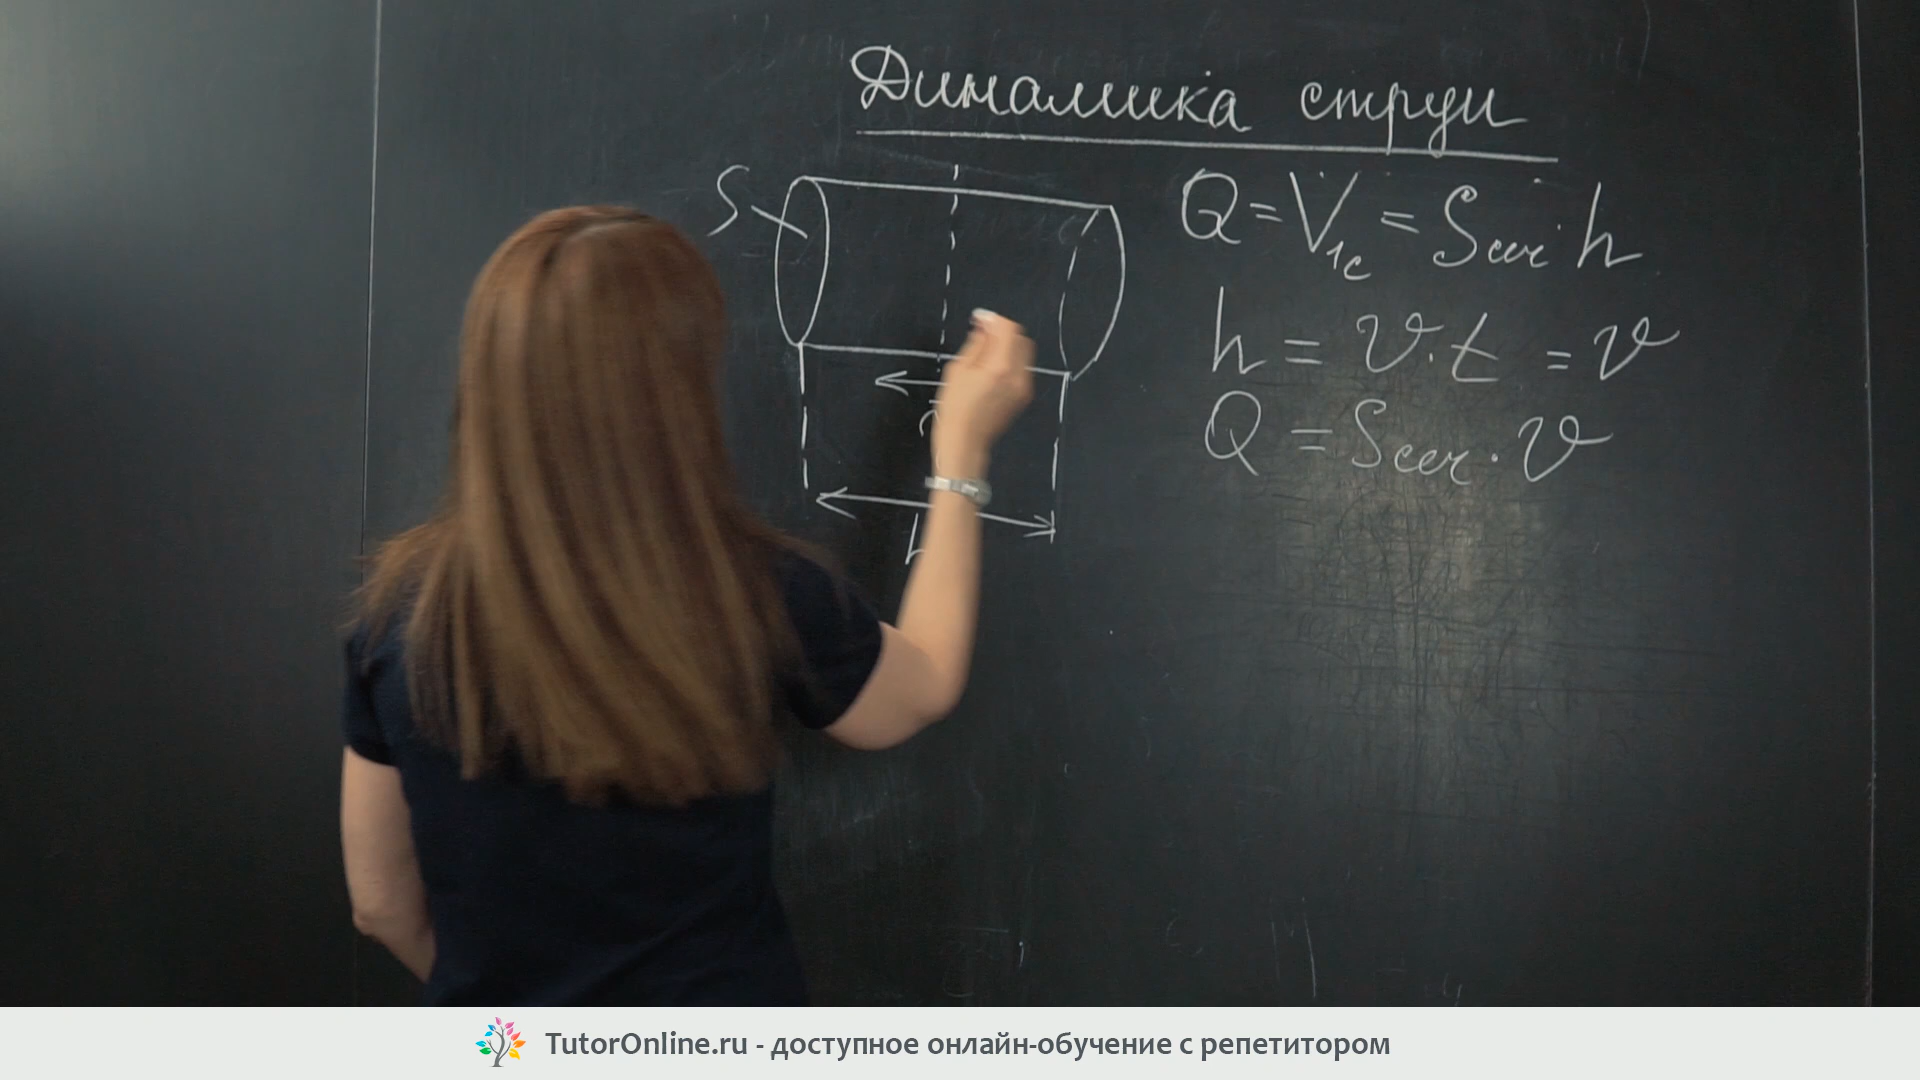 Динамика струи
S
Q = V1c = Sсеч · h
h = v · t = v
Q = Sсеч · v
TutorOnline.ru - доступное онлайн-обучение с репетитором